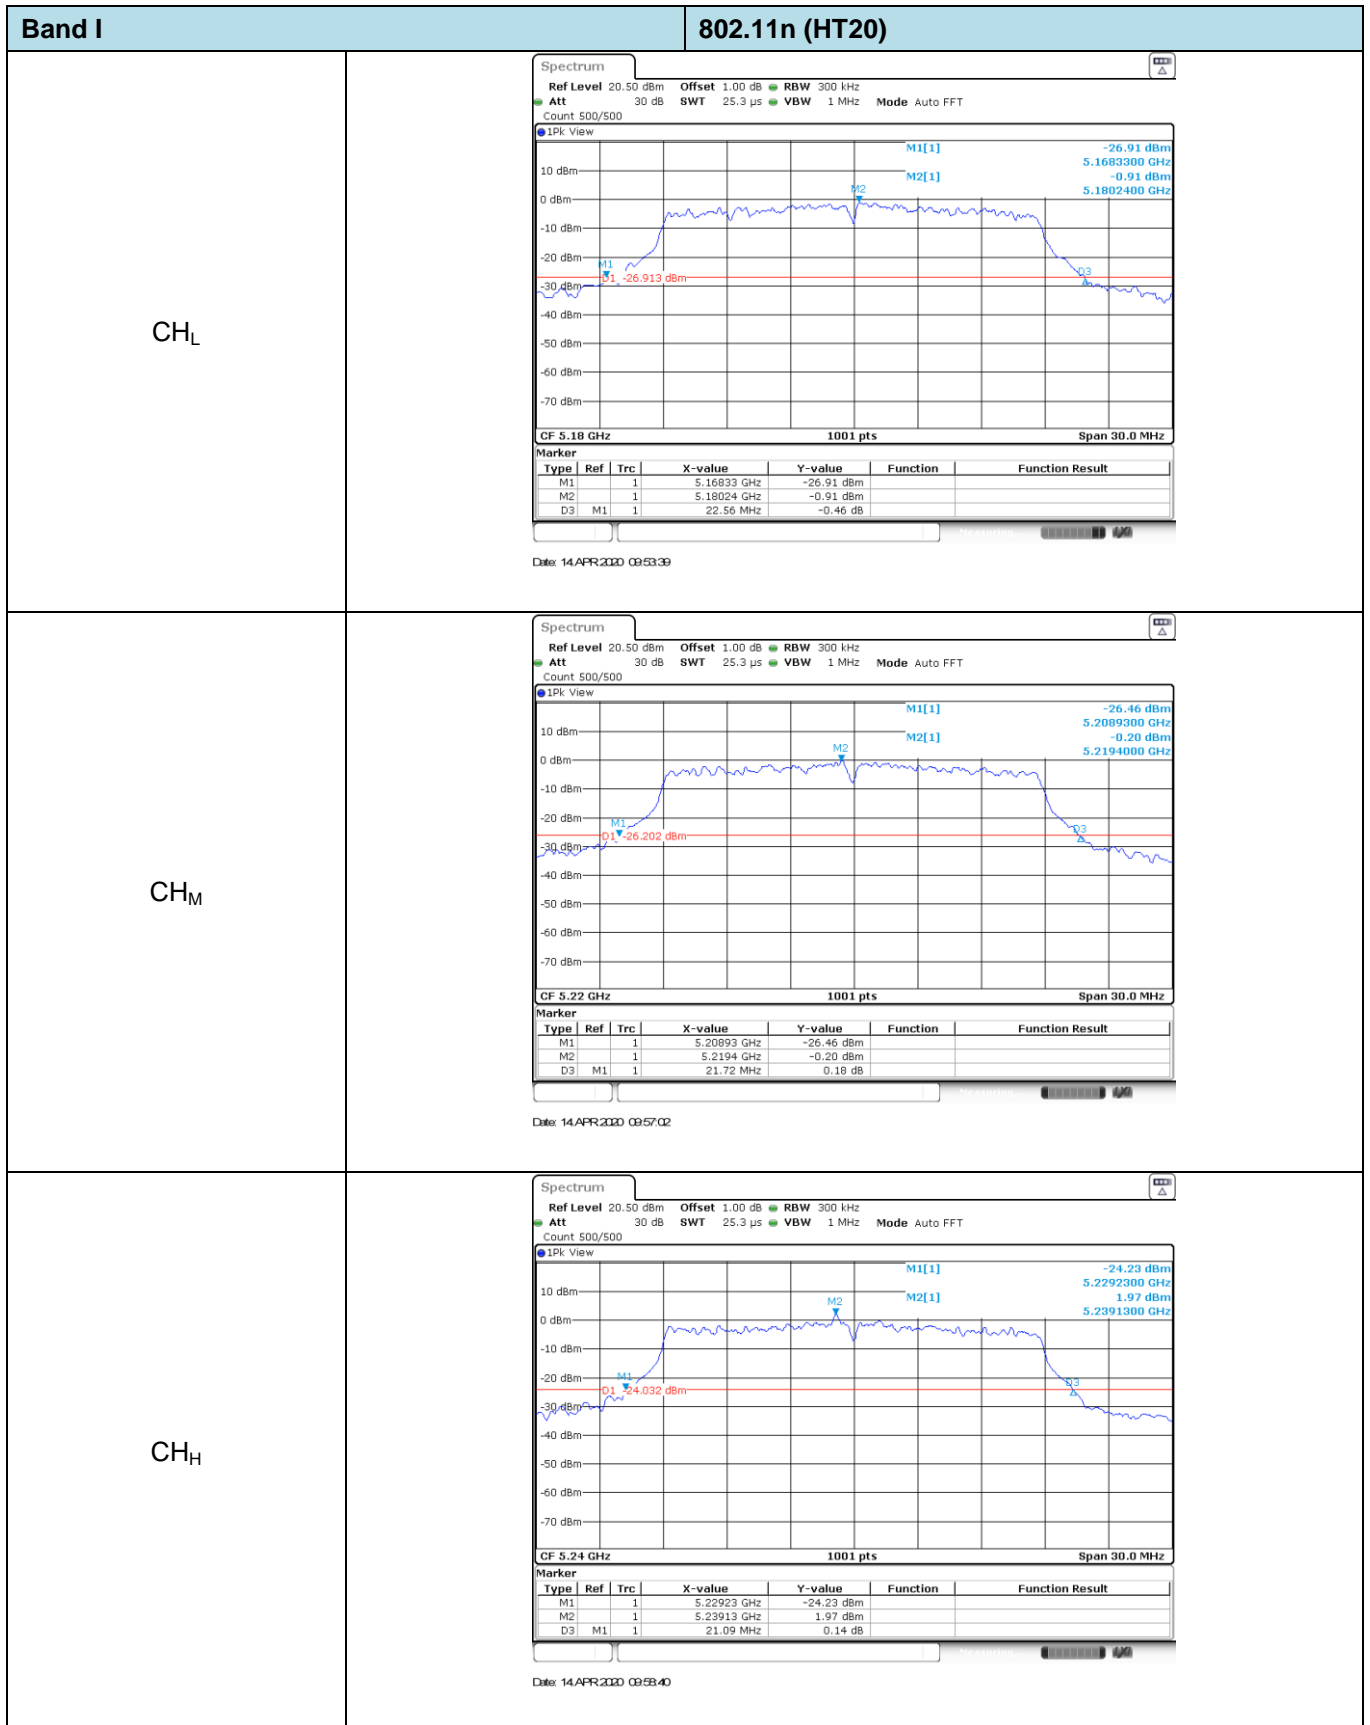 Band I 802.11n (HT20)
CHL
Spectrum
Ref Level 20.50 dBm Offset 1.00 dB RBW 300 kHz
Att 30 dB SWT 25.3 µs VBW 1 MHz Mode Auto FFT
Count 500/500
1Pk View
M1[1] -26.91 dBm
5.1683300 GHz
10 dBm
M2[1] -0.91 dBm
5.1802400 GHz
M2
0 dBm
-10 dBm
-20 dBm
M1
D3
D1 -26.913 dBm
-30 dBm
-40 dBm
-50 dBm
-60 dBm
-70 dBm
CF 5.18 GHz 1001 pts Span 30.0 MHz
Marker
Type Ref Trc X-value Y-value Function Function Result
M1 1 5.16833 GHz -26.91 dBm
M2 1 5.18024 GHz -0.91 dBm
D3 M1 1 22.56 MHz -0.46 dB
Date: 14.APR.2020 09:53:39
CHM
Spectrum
Ref Level 20.50 dBm Offset 1.00 dB RBW 300 kHz
Att 30 dB SWT 25.3 µs VBW 1 MHz Mode Auto FFT
Count 500/500
1Pk View
M1[1] -26.46 dBm
5.2089300 GHz
10 dBm
M2[1] -0.20 dBm
5.2194000 GHz
M2
0 dBm
-10 dBm
-20 dBm
M1
D3
D1 -26.202 dBm
-30 dBm
-40 dBm
-50 dBm
-60 dBm
-70 dBm
CF 5.22 GHz 1001 pts Span 30.0 MHz
Marker
Type Ref Trc X-value Y-value Function Function Result
M1 1 5.20893 GHz -26.46 dBm
M2 1 5.2194 GHz -0.20 dBm
D3 M1 1 21.72 MHz 0.18 dB
Date: 14.APR.2020 09:57:02
CHH
Spectrum
Ref Level 20.50 dBm Offset 1.00 dB RBW 300 kHz
Att 30 dB SWT 25.3 µs VBW 1 MHz Mode Auto FFT
Count 500/500
1Pk View
M1[1] -24.23 dBm
5.2292300 GHz
10 dBm
M2[1] 1.97 dBm
5.2391300 GHz
M2
0 dBm
-10 dBm
-20 dBm
M1
D3
D1 -24.032 dBm
-30 dBm
-40 dBm
-50 dBm
-60 dBm
-70 dBm
CF 5.24 GHz 1001 pts Span 30.0 MHz
Marker
Type Ref Trc X-value Y-value Function Function Result
M1 1 5.22923 GHz -24.23 dBm
M2 1 5.23913 GHz 1.97 dBm
D3 M1 1 21.09 MHz 0.14 dB
Date: 14.APR.2020 09:58:40